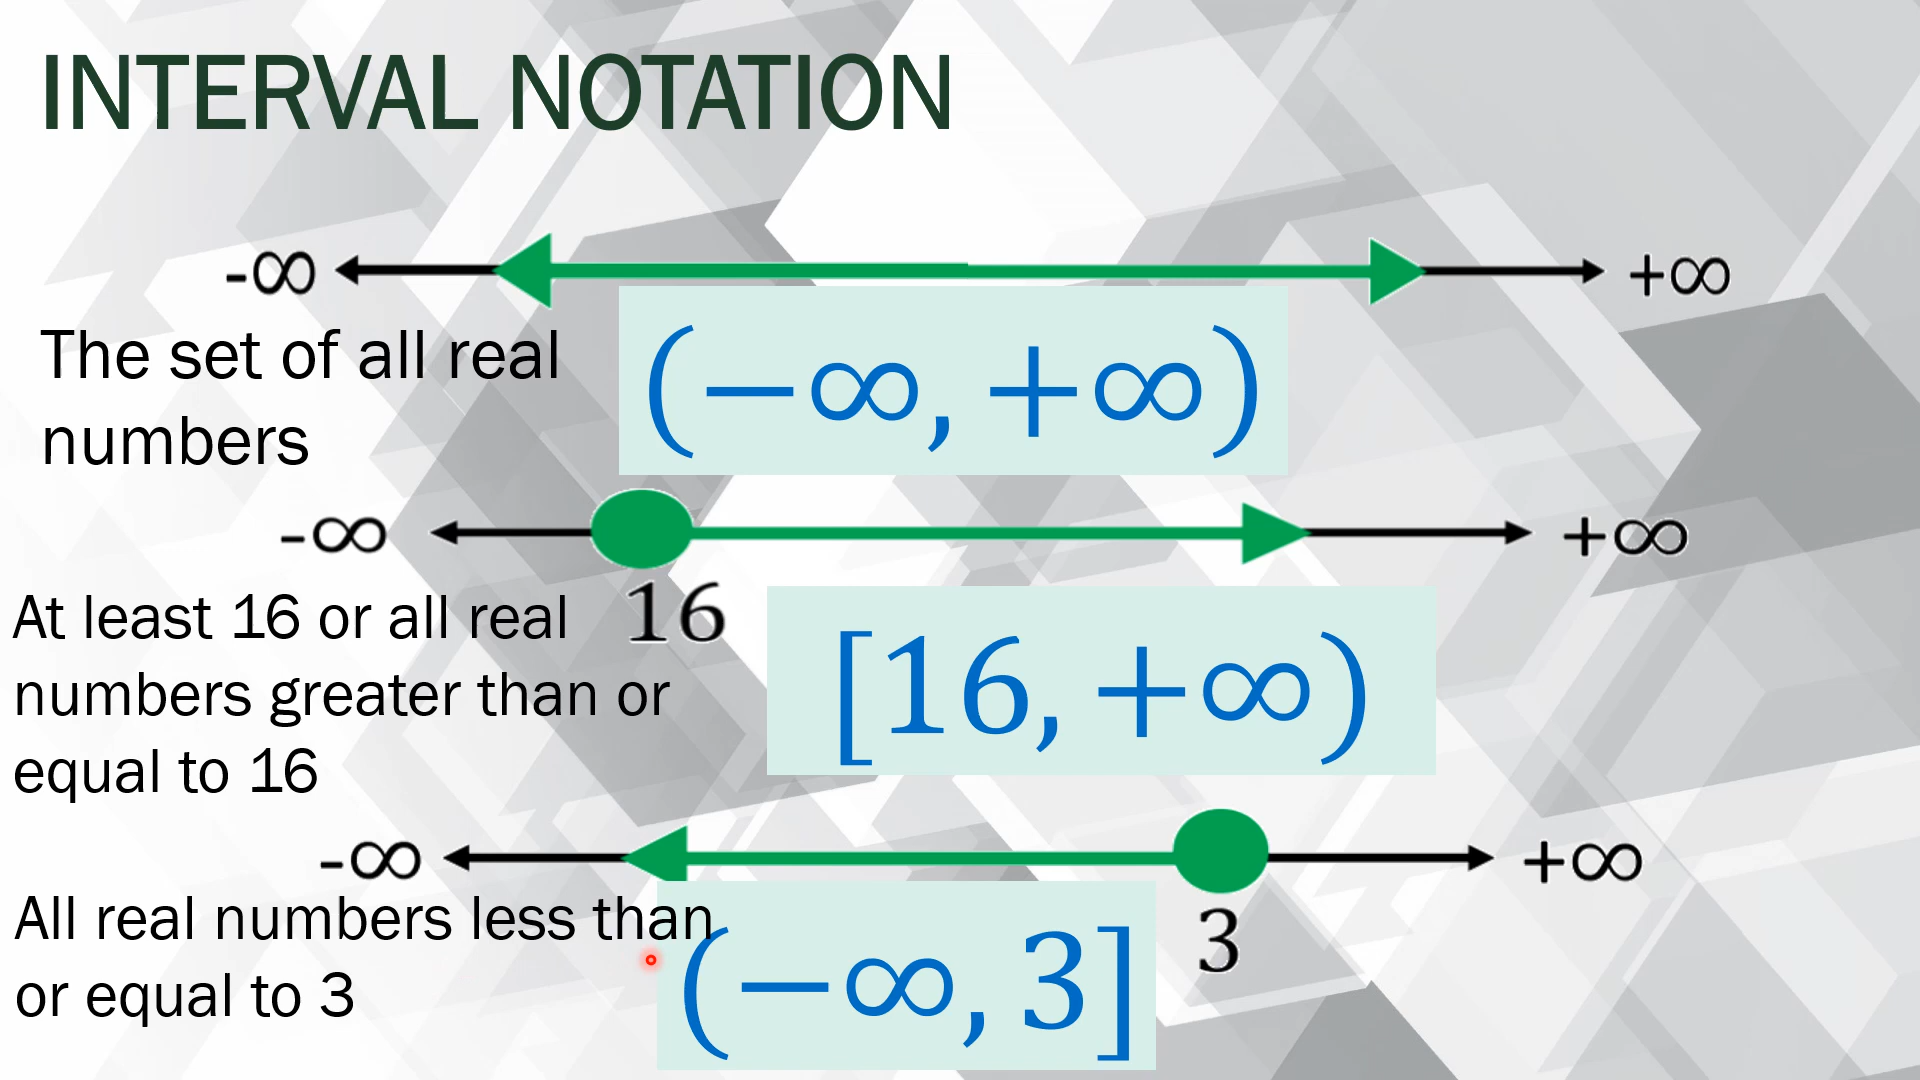 INTERVAL NOTATION
-∞ +∞
The set of all real
numbers
(−∞, +∞)
-∞ +∞
16
At least 16 or all real
numbers greater than or
equal to 16
[16, +∞)
-∞ +∞
3
All real numbers less than
or equal to 3
(−∞, 3]